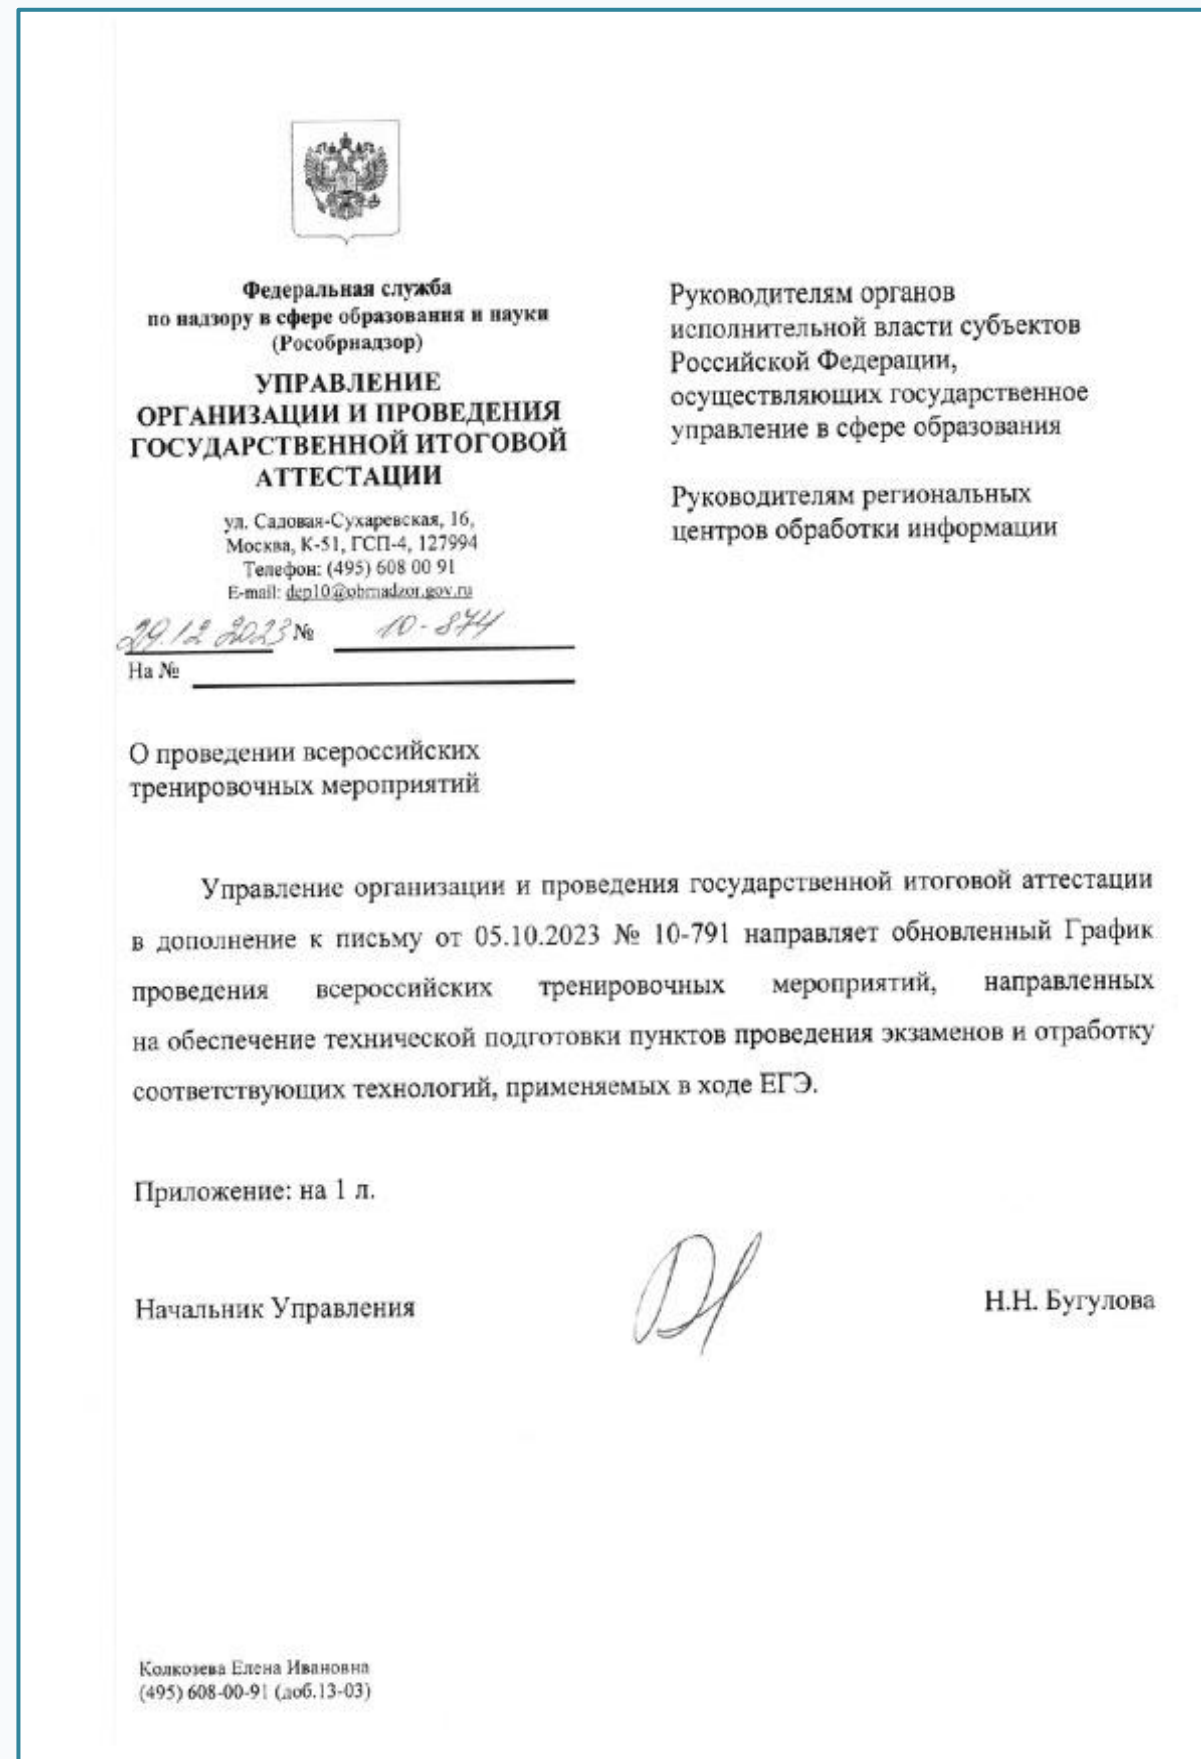 Федеральная служба
по надзору в сфере образования и науки
(Рособрнадзор)
УПРАВЛЕНИЕ
ОРГАНИЗАЦИИ И ПРОВЕДЕНИЯ
ГОСУДАРСТВЕННОЙ ИТОГОВОЙ
АТТЕСТАЦИИ
ул. Садовая-Сухаревская, 16,
Москва, К-51, ГСП-4, 127994
Телефон: (495) 608 00 91
E-mail: dep10@obrnadzor.gov.ru
29.12 2023 № 10-874
На №
Руководителям органов
исполнительной власти субъектов
Российской Федерации,
осуществляющих государственное
управление в сфере образования
Руководителям региональных
центров обработки информации
О проведении всероссийских
тренировочных мероприятий
Управление организации и проведения государственной итоговой аттестации
в дополнение к письму от 05.10.2023 № 10-791 направляет обновленный График
проведения всероссийских тренировочных мероприятий, направленных
на обеспечение технической подготовки пунктов проведения экзаменов и отработку
соответствующих технологий, применяемых в ходе ЕГЭ.
Приложение: на 1 л.
Начальник Управления Н.Н. Бугулова
Колкозева Елена Ивановна
(495) 608-00-91 (доб.13-03)